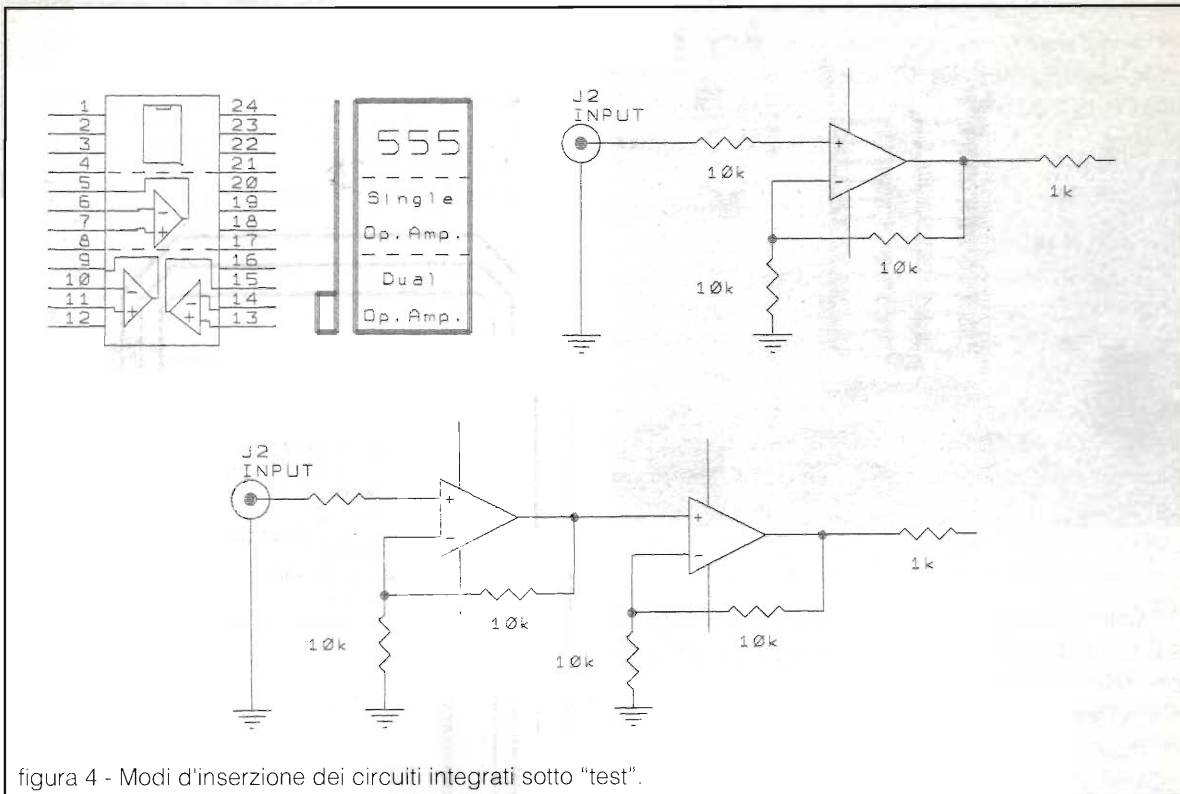 1
2
3
4
5
6
7
8
9
10
11
12
24
23
22
21
20
19
18
17
16
15
14
13
-
+
-
+
-
+
555
Single
Op. Amp.
Dual
Op. Amp.
J2
INPUT
10k
+
-
10k
10k
1k
J2
INPUT
+
-
10k
10k
+
-
10k
10k
1k
figura 4 - Modi d'inserzione dei circuiti integrati sotto "test".